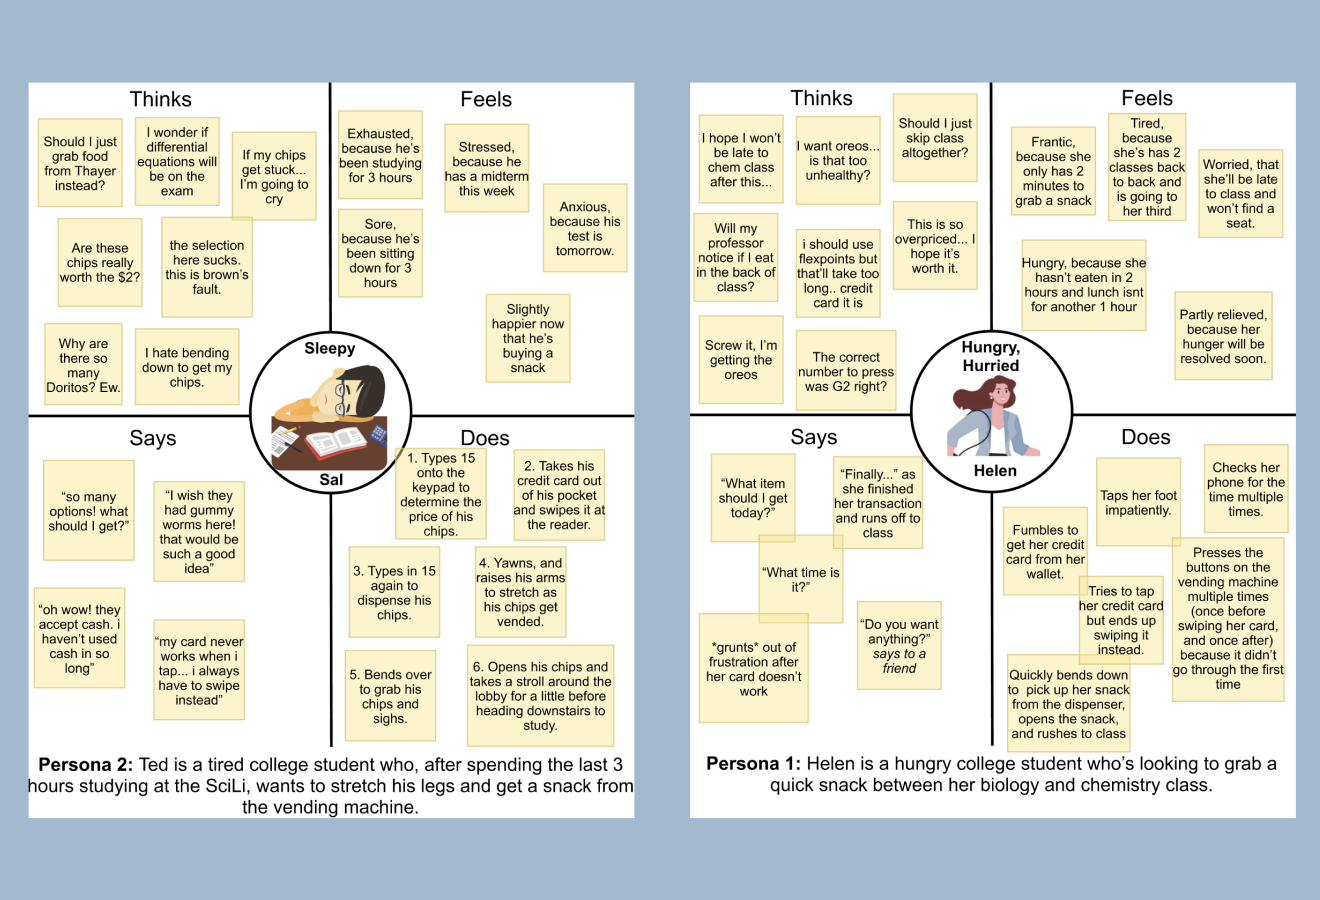 Thinks
Should I just
grab food
from Thayer
instead?
I wonder if
differential
equations will
be on the
exam
If my chips
get stuck...
I'm going to
cry
Are these
chips really
worth the $2?
the selection
here sucks.
this is brown's
fault.
Why are
there so
many
Doritos? Ew.
I hate bending
down to get my
chips.
Feels
Exhausted,
because he's
been studying
for 3 hours
Stressed,
because he
has a midterm
this week
Sore,
because he's
been sitting
down for 3
hours
Anxious,
because his
test is
tomorrow.
Slightly
happier now
that he's
buying a
snack
Sleepy
Sal
Says
“so many
options! what
should I get?”
“I wish they
had gummy
worms here!
that would be
such a good
idea”
“oh wow! they
accept cash. i
haven't used
cash in so
long”
“my card never
works when i
tap... i always
have to swipe
instead”
Does
1. Types 15
onto the
keypad to
determine the
price of his
chips.
2. Takes his
credit card out
of his pocket
and swipes it at
the reader.
3. Types in 15
again to
dispense his
chips.
4. Yawns, and
raises his arms
to stretch as
his chips get
vended.
5. Bends over
to grab his
chips and
sighs.
6. Opens his chips and
takes a stroll around the
lobby for a little before
heading downstairs to
study.
Persona 2: Ted is a tired college student who, after spending the last 3
hours studying at the SciLi, wants to stretch his legs and get a snack from
the vending machine.
Thinks
I hope I won't
be late to
chem class
after this...
I want oreos...
is that too
unhealthy?
Should I just
skip class
altogether?
Will my
professor
notice if I eat
in the back of
class?
i should use
flexpoints but
that'll take too
long.. credit
card it is
This is so
overpriced... I
hope it's
worth it.
Screw it, I'm
getting the
oreos
The correct
number to press
was G2 right?
Feels
Frantic,
because she
only has 2
minutes to
grab a snack
Tired,
because
she's has 2
classes back
to back and
is going to
her third
Worried, that
she'll be late
to class and
won't find a
seat.
Hungry, because she
hasn't eaten in 2
hours and lunch isnt
for another 1 hour
Partly relieved,
because her
hunger will be
resolved soon.
Hungry,
Hurried
Helen
Says
“What item
should I get
today?”
“Finally...” as
she finished
her transaction
and runs off to
class
“What time is
it?”
*grunts* out of
frustration after
her card doesn't
work
“Do you want
anything?”
says to a
friend
Does
Taps her foot
impatiently.
Checks her
phone for the
time multiple
times.
Fumbles to
get her credit
card from her
wallet.
Tries to tap
her credit card
but ends up
swiping it
instead.
Presses the
buttons on the
vending machine
multiple times
(once before
swiping her card,
and once after)
because it didn't
go through the first
time
Quickly bends down
to pick up her snack
from the dispenser,
opens the snack,
and rushes to class
Persona 1: Helen is a hungry college student who's looking to grab a
quick snack between her biology and chemistry class.